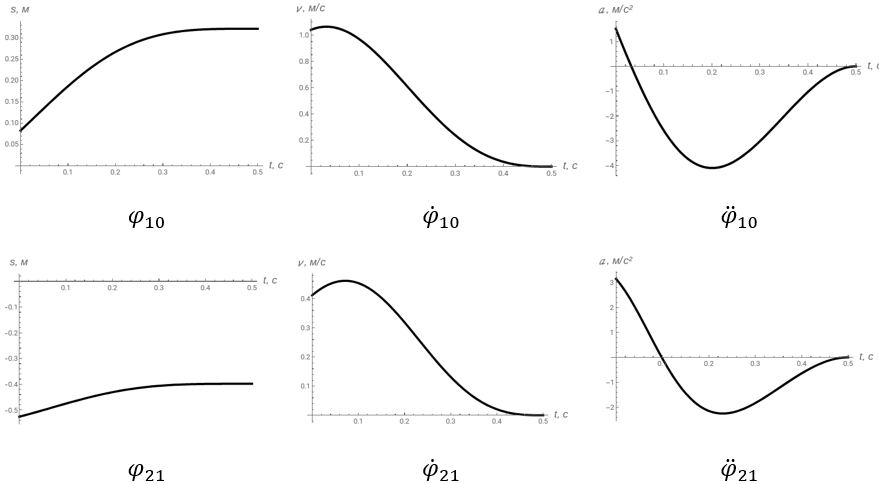 s, м
0.30
0.25
0.20
0.15
0.10
0.05
0.1 0.2 0.3 0.4 0.5
t, с
ν, м/с
1.0
0.8
0.6
0.4
0.2
0.1 0.2 0.3 0.4 0.5
t, с
a, м/с²
1
-1
-2
-3
-4
0.1 0.2 0.3 0.4 0.5
t, с
φ₁₀ φ̇₁₀ φ̈₁₀
s, м
0.1 0.2 0.3 0.4 0.5
t, с
-0.1
-0.2
-0.3
-0.4
-0.5
ν, м/с
0.4
0.3
0.2
0.1
0.1 0.2 0.3 0.4 0.5
t, с
a, м/с²
3
2
1
-1
-2
0.2 0.3 0.4 0.5
t, с
φ₂₁ φ̇₂₁ φ̈₂₁